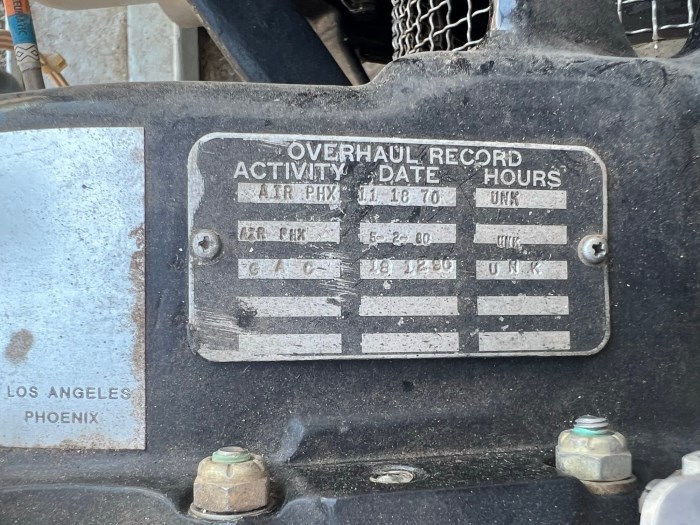 OVERHAUL RECORD
ACTIVITY DATE HOURS
AIR PHX 11-18 70 UNK
AIR PHX 5-2-80 UNK
G A C- UNK
LOS ANGELES
PHOENIX